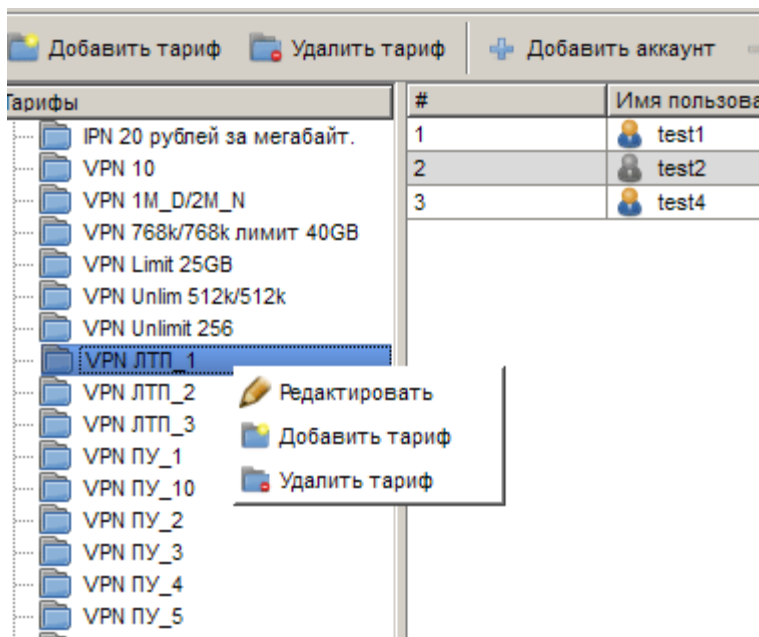 Добавить тариф Удалить тариф Добавить аккаунт
Тарифы
IPN 20 рублей за мегабайт.
VPN 10
VPN 1M_D/2M_N
VPN 768k/768k лимит 40GB
VPN Limit 25GB
VPN Unlim 512k/512k
VPN Unlimit 256
VPN ЛТП_1
VPN ЛТП_2
VPN ЛТП_3
VPN ПУ_1
VPN ПУ_10
VPN ПУ_2
VPN ПУ_3
VPN ПУ_4
VPN ПУ_5
Редактировать
Добавить тариф
Удалить тариф
# Имя пользова
1 test1
2 test2
3 test4